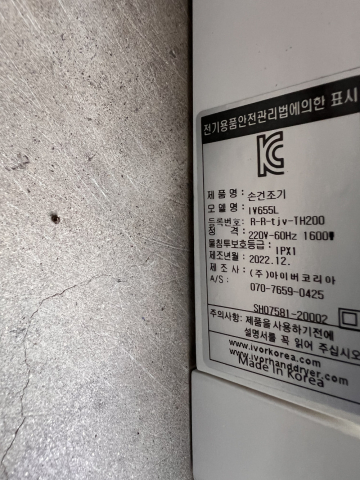 전기용품안전관리법에의한 표시
KC
제 품 명 : 손건조기
모 델 명 : IV655L
등록번호: R-R-tjv-TH200
정 격 : 220V-60Hz 1600W
물침투보호등급 : IPX1
제조년월 : 2022.12.
제 조 사 : (주)아이버코리아
A/S : 070-7659-0425
SH07581-20002
주의사항: 제품을 사용하기전에
설명서를 꼭 읽어 주십시오
www.ivorkorea.com
www.ivorhanddryer.com
Made in Korea